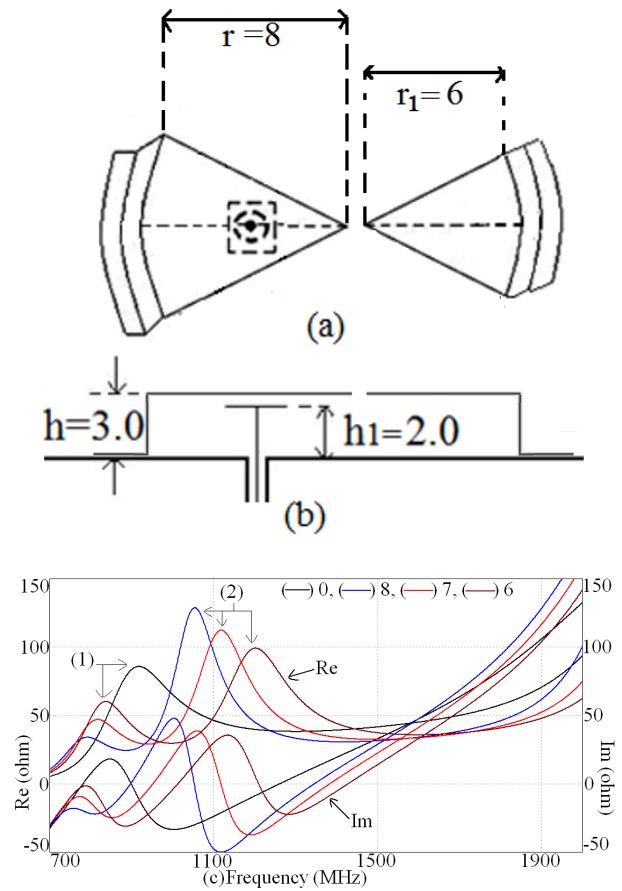 r =8
r₁= 6
(a)
h=3.0
h1=2.0
(b)
150
100
50
0
-50
Re (ohm)
(1)
(2)
(—) 0, (—) 8, (—) 7, (—) 6
Re
Im
150
100
50
0
-50
Im (ohm)
700
1100
1500
1900
(c)Frequency (MHz)